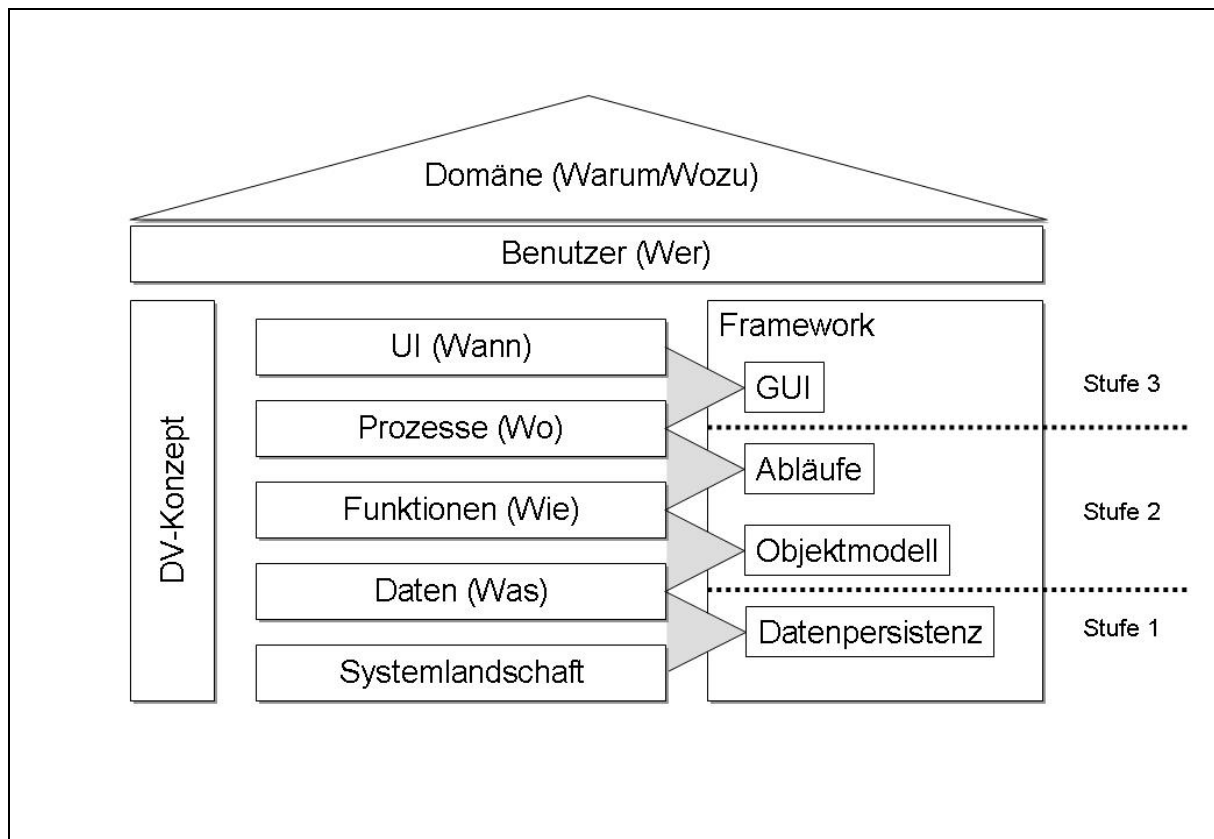 Domäne (Warum/Wozu)
Benutzer (Wer)
DV-Konzept
UI (Wann)
Prozesse (Wo)
Funktionen (Wie)
Daten (Was)
Systemlandschaft
Framework
GUI
Abläufe
Objektmodell
Datenpersistenz
Stufe 3
Stufe 2
Stufe 1